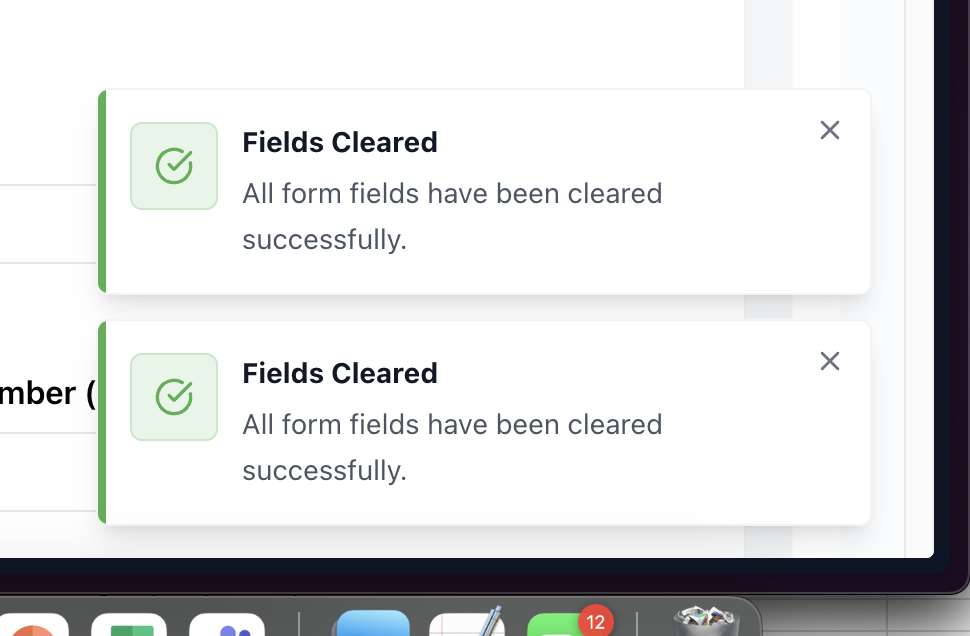 Fields Cleared
All form fields have been cleared
successfully.
mber (
Fields Cleared
All form fields have been cleared
successfully.
12